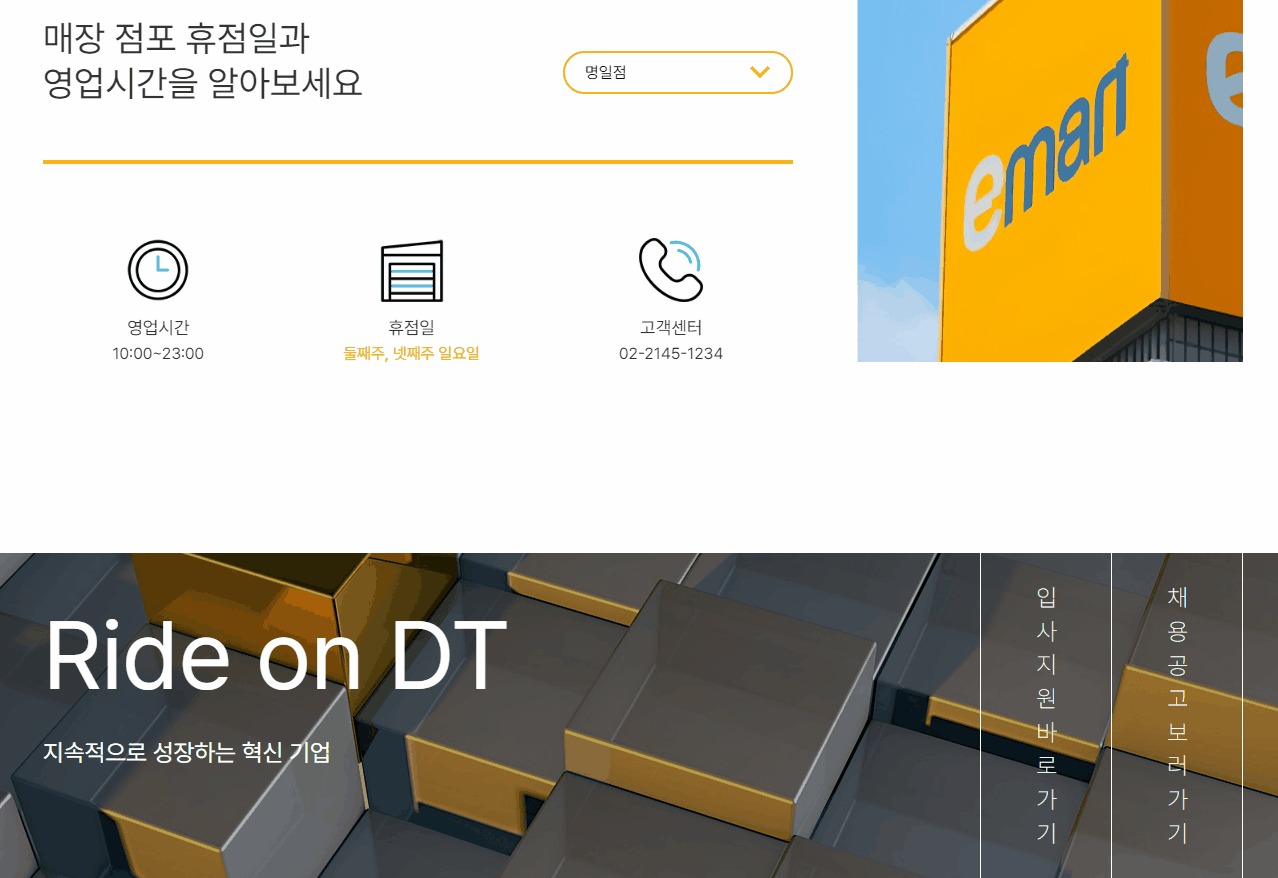 매장 점포 휴점일과
영업시간을 알아보세요
명일점
emart
e
영업시간
10:00~23:00
휴점일
둘째주, 넷째주 일요일
고객센터
02-2145-1234
Ride on DT
지속적으로 성장하는 혁신 기업
입사지원바로가기
채용공고보러가기